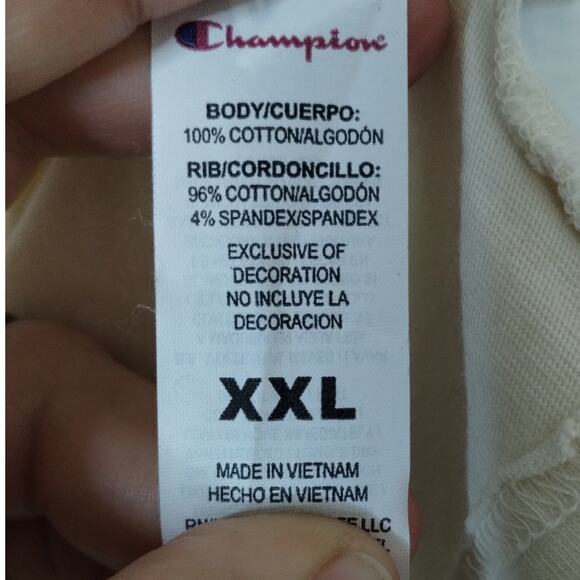 Champion
BODY/CUERPO:
100% COTTON/ALGODÓN
RIB/CORDONCILLO:
96% COTTON/ALGODÓN
4% SPANDEX/SPANDEX
EXCLUSIVE OF
DECORATION
NO INCLUYE LA
DECORACION
XXL
MADE IN VIETNAM
HECHO EN VIETNAM
LLC